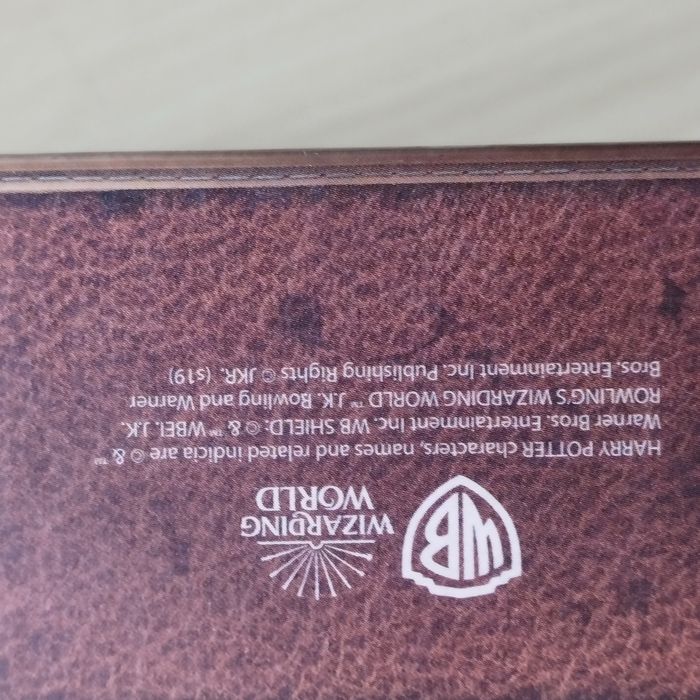 WB
WIZARDING
WORLD
HARRY POTTER characters, names and related indicia are © & ™
Warner Bros. Entertainment Inc. WB SHIELD: © & ™ WBEI. J.K.
ROWLING'S WIZARDING WORLD ™ J.K. Rowling and Warner
Bros. Entertainment Inc. Publishing Rights © JKR. (s19)